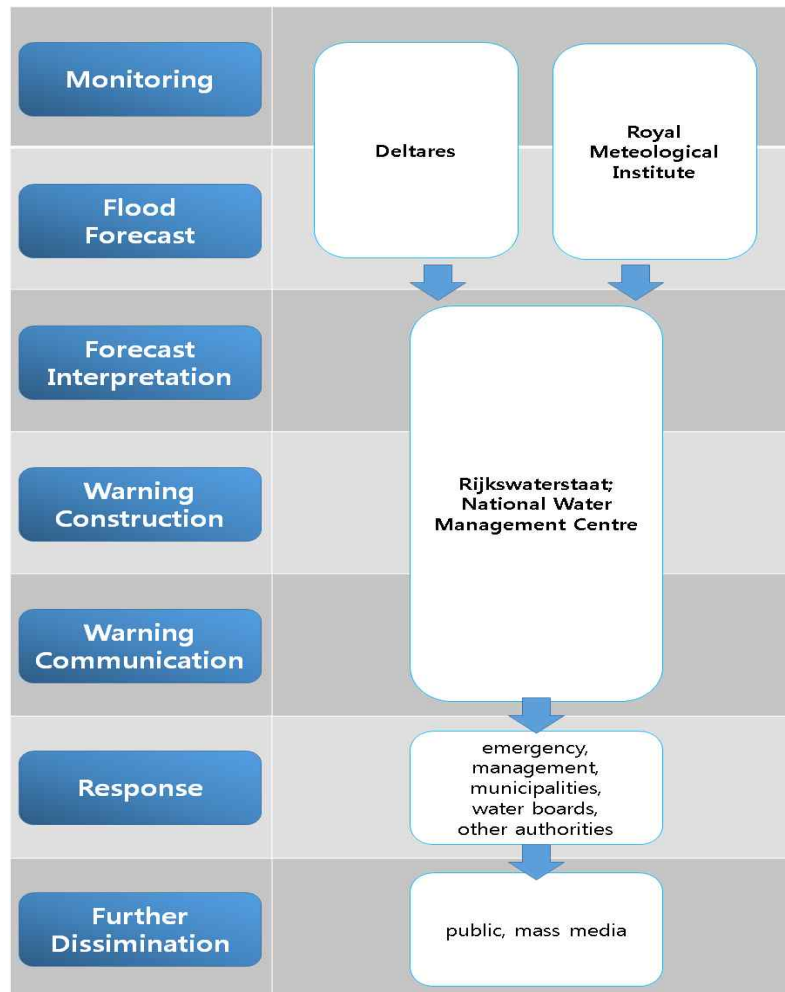 Monitoring
Deltares
Royal
Meteological
Institute
Flood
Forecast
Forecast
Interpretation
Warning
Construction
Rijkswaterstaat;
National Water
Management Centre
Warning
Communication
Response
emergency,
management,
municipalities,
water boards,
other authorities
Further
Dissimination
public, mass media